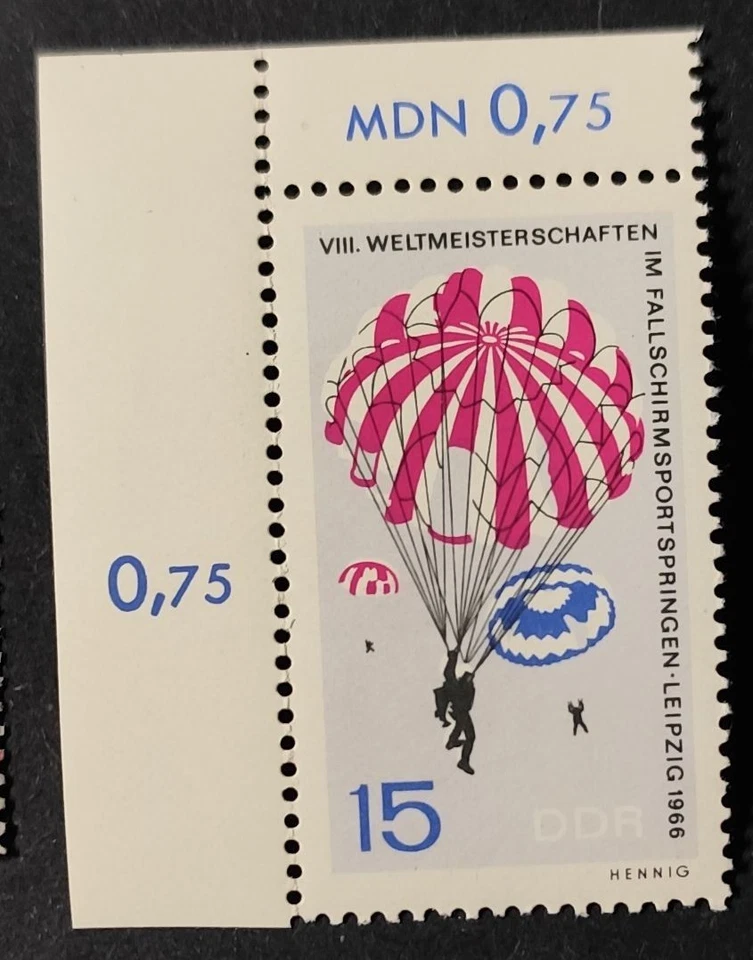 MDN 0,75
VIII. WELTMEISTERSCHAFTEN
IM FALLSCHIRMSPORTSPRINGEN·LEIPZIG 1966
0,75
15
DDR
HENNIG